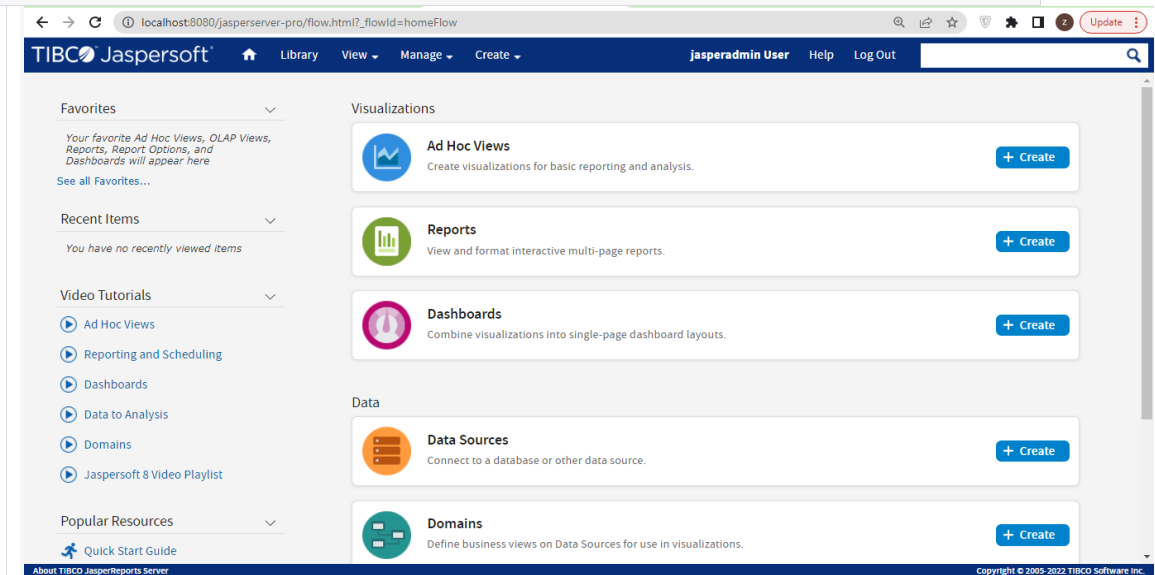 localhost:8080/jasperserver-pro/flow.html?_flowId=homeFlow
z
Update
TIBCO Jaspersoft®
Library
View
Manage
Create
jasperadmin User
Help
Log Out
Favorites
Your favorite Ad Hoc Views, OLAP Views,
Reports, Report Options, and
Dashboards will appear here
See all Favorites...
Recent Items
You have no recently viewed items
Video Tutorials
Ad Hoc Views
Reporting and Scheduling
Dashboards
Data to Analysis
Domains
Jaspersoft 8 Video Playlist
Popular Resources
Quick Start Guide
Visualizations
Ad Hoc Views
Create visualizations for basic reporting and analysis.
+ Create
Reports
View and format interactive multi-page reports.
+ Create
Dashboards
Combine visualizations into single-page dashboard layouts.
+ Create
Data
Data Sources
Connect to a database or other data source.
+ Create
Domains
Define business views on Data Sources for use in visualizations.
+ Create
About TIBCO JasperReports Server
Copyright © 2005-2022 TIBCO Software Inc.